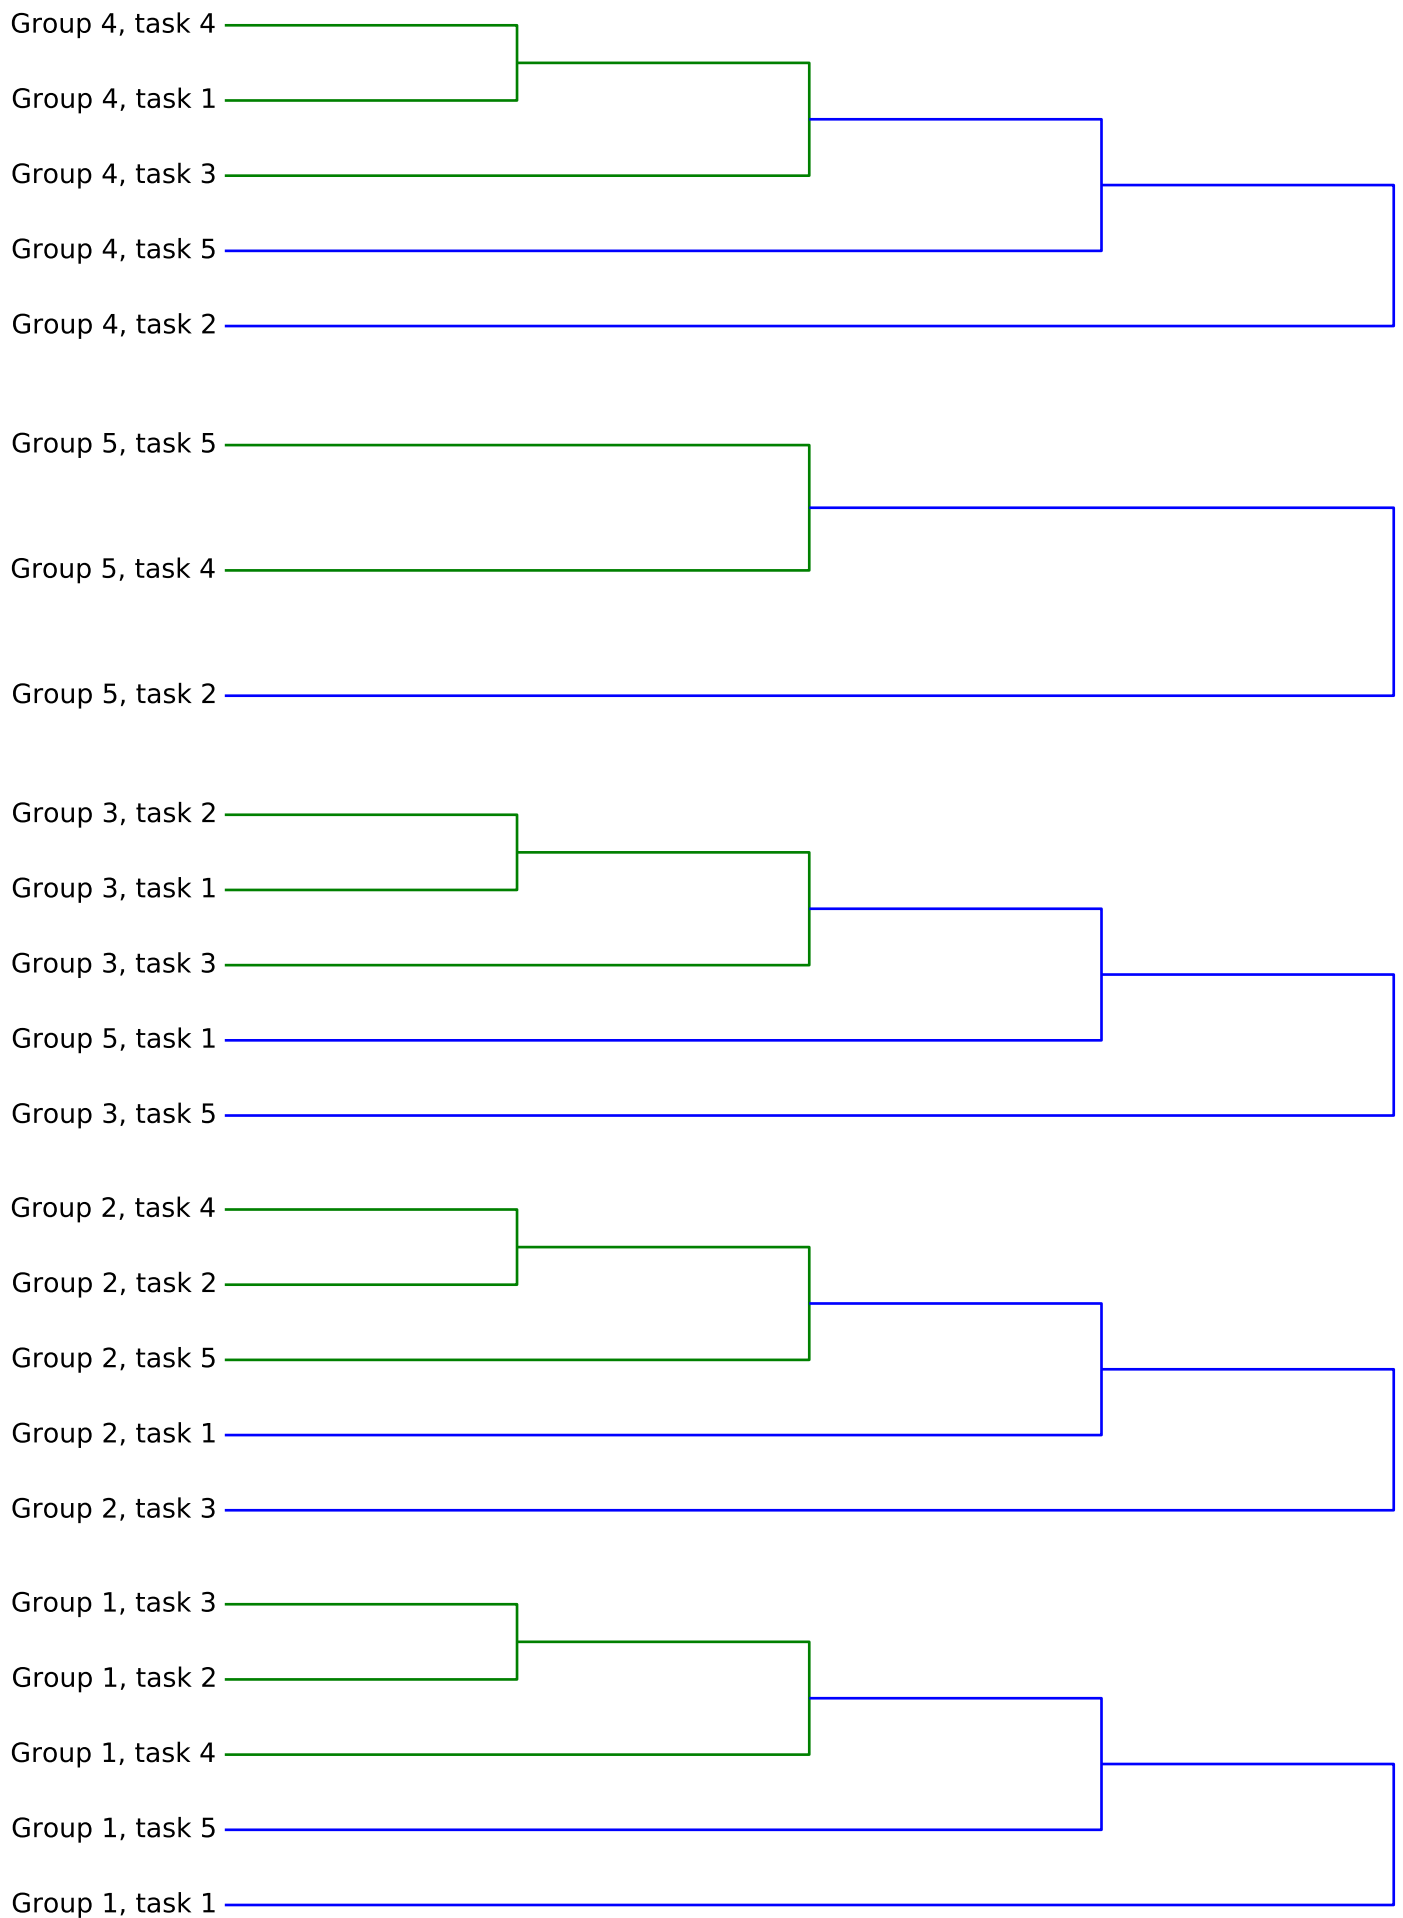 Group 4, task 4
Group 4, task 1
Group 4, task 3
Group 4, task 5
Group 4, task 2
Group 5, task 5
Group 5, task 4
Group 5, task 2
Group 3, task 2
Group 3, task 1
Group 3, task 3
Group 5, task 1
Group 3, task 5
Group 2, task 4
Group 2, task 2
Group 2, task 5
Group 2, task 1
Group 2, task 3
Group 1, task 3
Group 1, task 2
Group 1, task 4
Group 1, task 5
Group 1, task 1